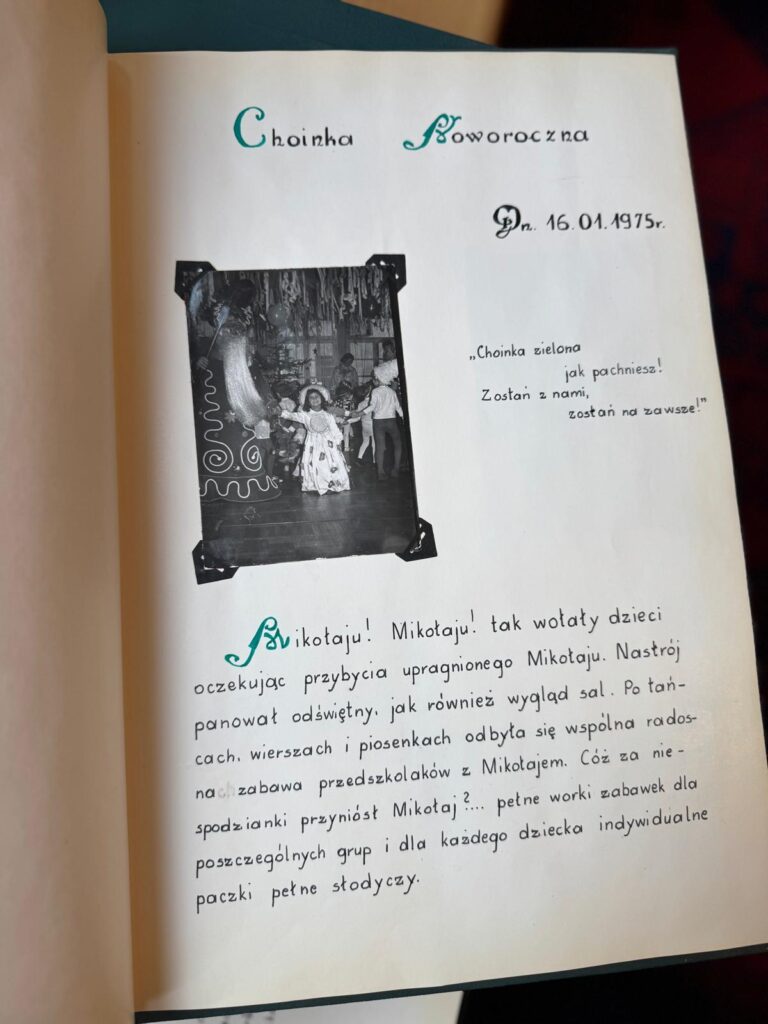 Choinka Noworoczna
Dn. 16.01.1975r.
„Choinka zielona
jak pachniesz!
Zostań z nami,
zostań na zawsze!”
Mikołaju! Mikołaju! tak wołały dzieci
oczekując przybycia upragnionego Mikołaju. Nastrój
panował odświętny, jak również wygląd sal. Po tań-
cach, wierszach i piosenkach odbyła się wspólna rados-
na zabawa przedszkolaków z Mikołajem. Cóż za nie-
spodzianki przyniósł Mikołaj?... pełne worki zabawek dla
poszczególnych grup i dla każdego dziecka indywidualne
paczki pełne słodyczy.